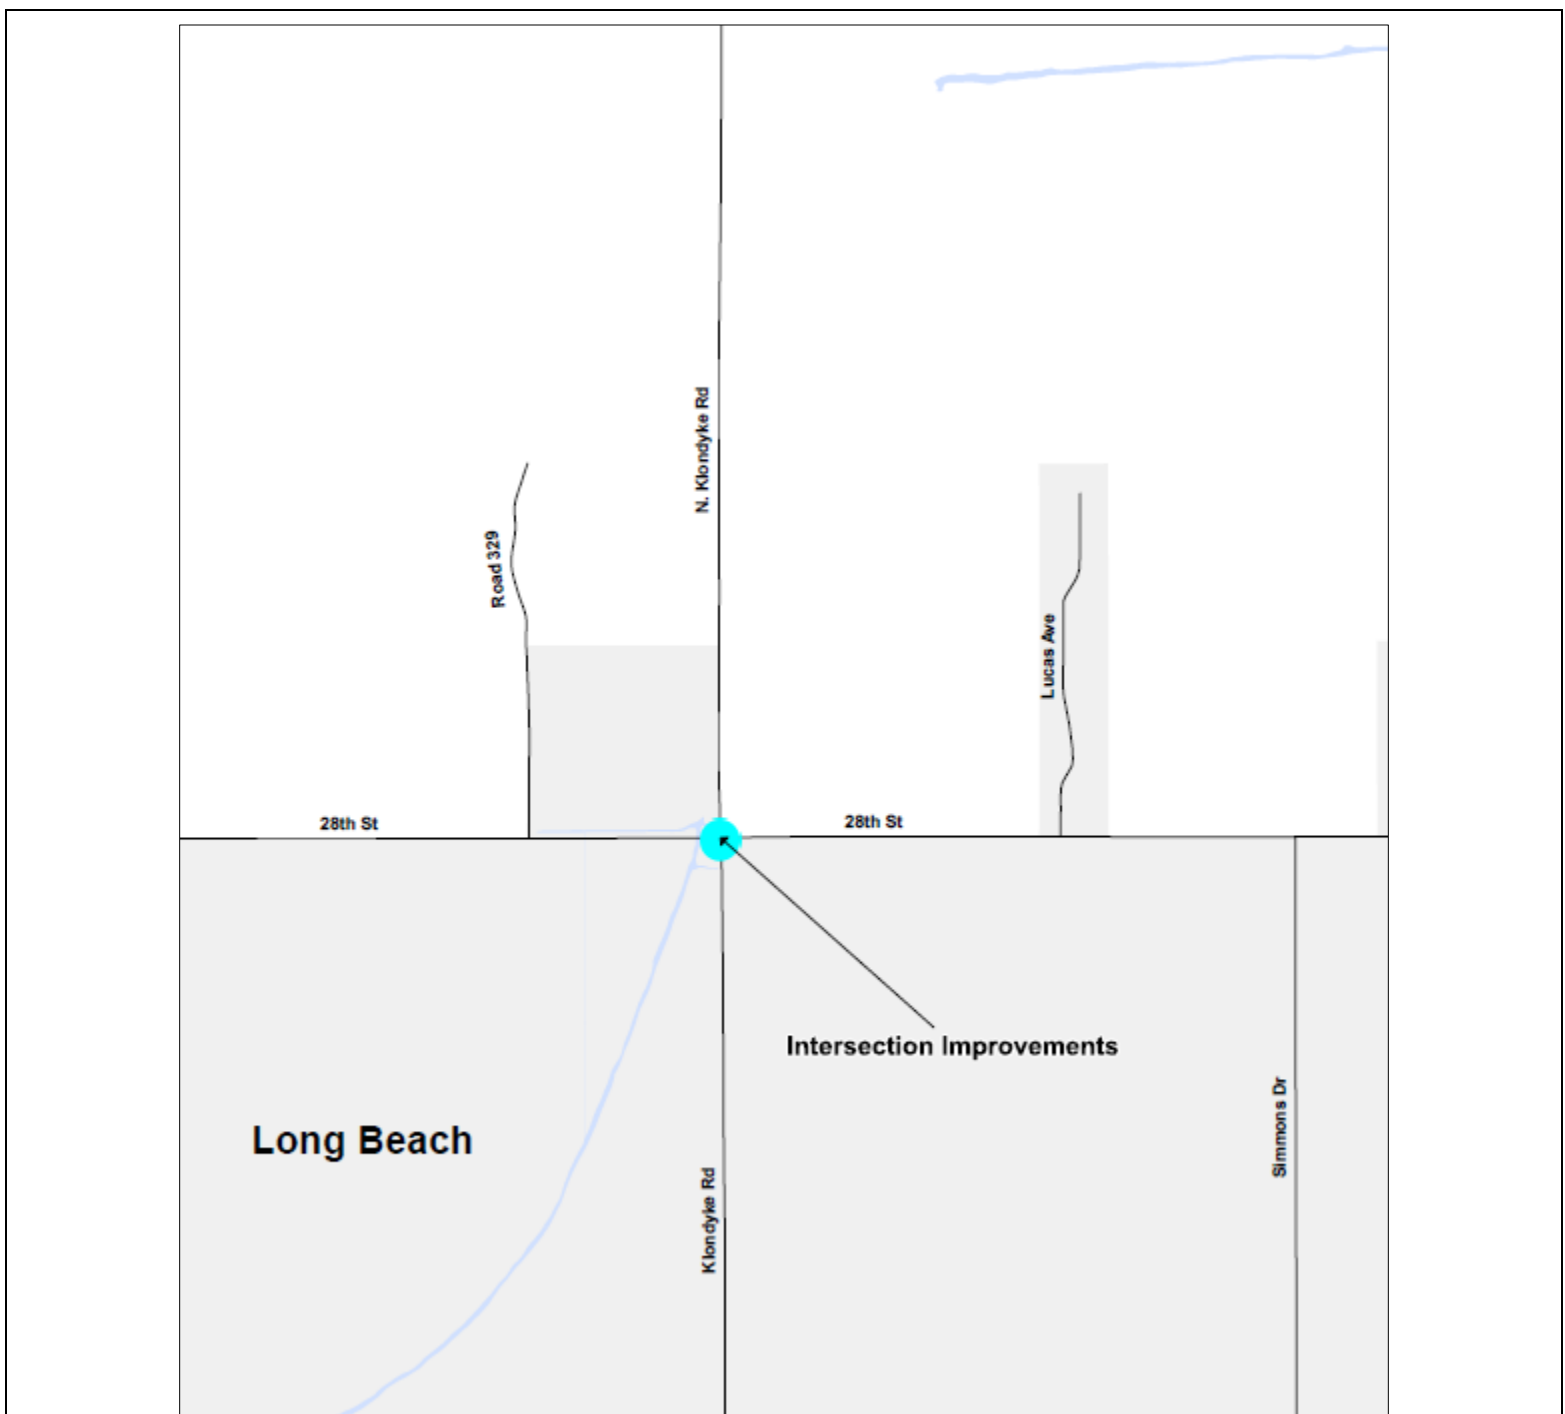 N. Klondyke Rd
Road 329
Lucas Ave
28th St
28th St
Intersection Improvements
Long Beach
Simmons Dr
Klondyke Rd